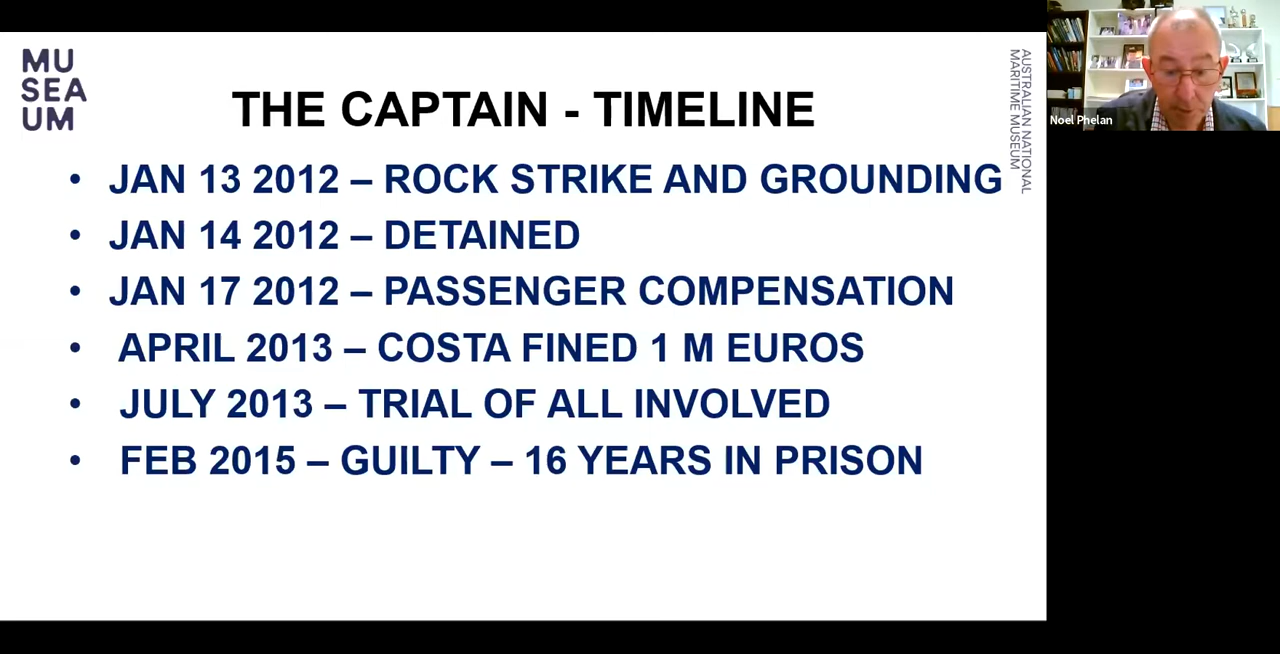 MU
SEA
UM
THE CAPTAIN - TIMELINE
AUSTRALIAN NATIONAL
MARITIME MUSEUM
• JAN 13 2012 – ROCK STRIKE AND GROUNDING
• JAN 14 2012 – DETAINED
• JAN 17 2012 – PASSENGER COMPENSATION
• APRIL 2013 – COSTA FINED 1 M EUROS
• JULY 2013 – TRIAL OF ALL INVOLVED
• FEB 2015 – GUILTY – 16 YEARS IN PRISON
Noel Phelan